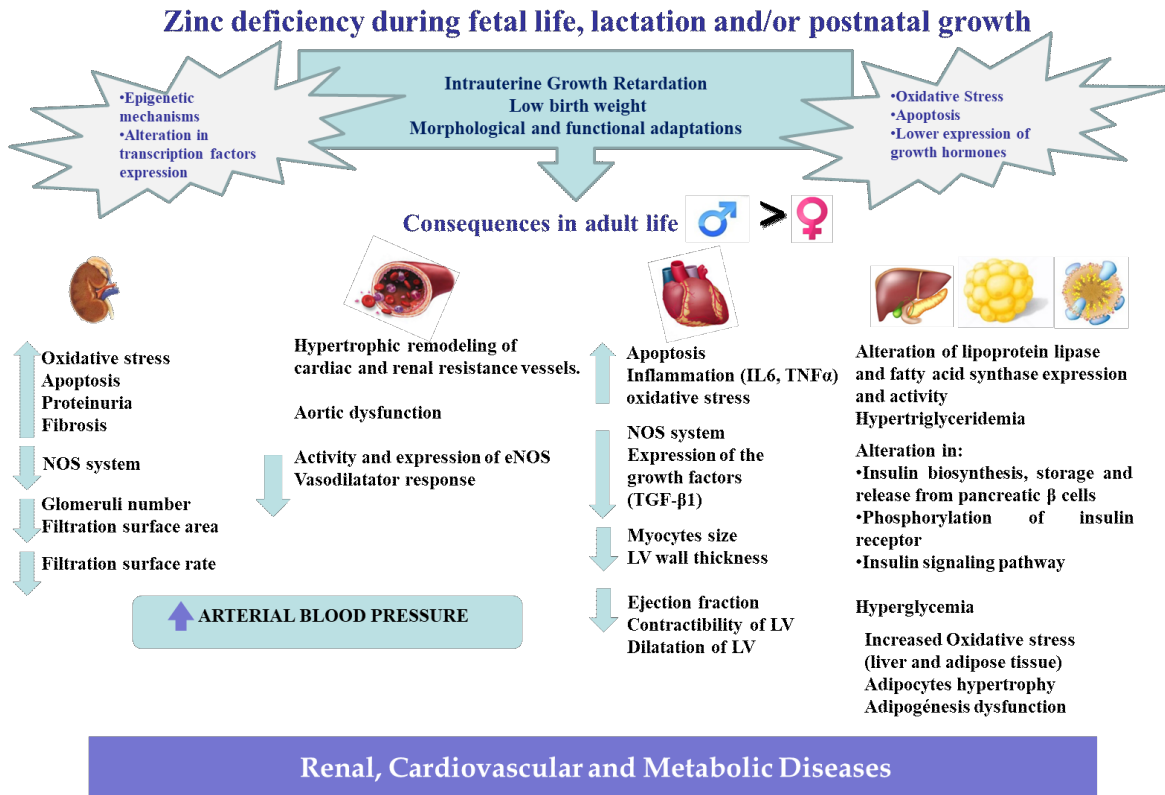 Zinc deficiency during fetal life, lactation and/or postnatal growth
•Epigenetic
mechanisms
•Alteration in
transcription factors
expression
Intrauterine Growth Retardation
Low birth weight
Morphological and functional adaptations
•Oxidative Stress
•Apoptosis
•Lower expression of
growth hormones
Consequences in adult life ♂ > ♀
Oxidative stress
Apoptosis
Proteinuria
Fibrosis
NOS system
Glomeruli number
Filtration surface area
Filtration surface rate
Hypertrophic remodeling of
cardiac and renal resistance vessels.
Aortic dysfunction
Activity and expression of eNOS
Vasodilatator response
ARTERIAL BLOOD PRESSURE
Apoptosis
Inflammation (IL6, TNFα)
oxidative stress
NOS system
Expression of the
growth factors
(TGF-β1)
Myocytes size
LV wall thickness
Ejection fraction
Contractibility of LV
Dilatation of LV
Alteration of lipoprotein lipase
and fatty acid synthase expression
and activity
Hypertriglyceridemia
Alteration in:
•Insulin biosynthesis, storage and
release from pancreatic β cells
•Phosphorylation of insulin
receptor
•Insulin signaling pathway
Hyperglycemia
Increased Oxidative stress
(liver and adipose tissue)
Adipocytes hypertrophy
Adipogénesis dysfunction
Renal, Cardiovascular and Metabolic Diseases